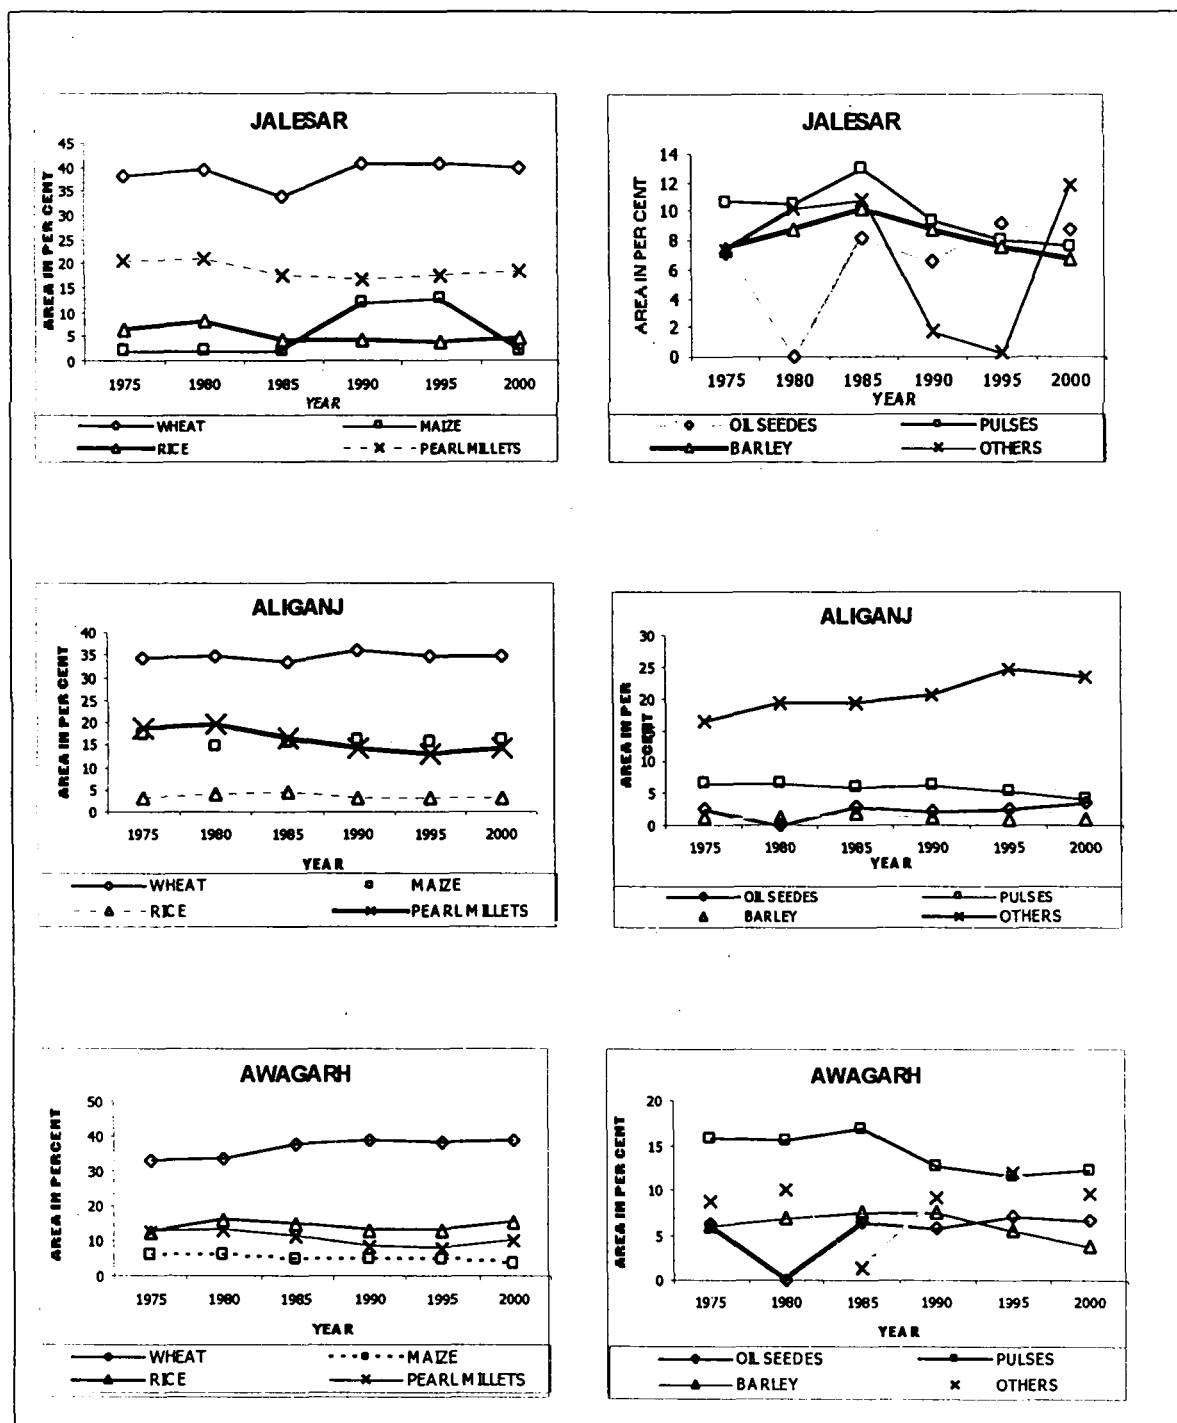 JALESAR
AREA IN PER CENT
45
40
35
30
25
20
15
10
5
0
1975 1980 1985 1990 1995 2000
YEAR
WHEAT MAIZE
RICE PEARL MILLETS
JALESAR
AREA IN PER CENT
14
12
10
8
6
4
2
0
1975 1980 1985 1990 1995 2000
YEAR
OIL SEEDES PULSES
BARLEY OTHERS
ALIGANJ
AREA IN PER CENT
40
35
30
25
20
15
10
5
0
1975 1980 1985 1990 1995 2000
YEAR
WHEAT MAIZE
RICE PEARL MILLETS
ALIGANJ
AREA IN PER
CENT
30
25
20
15
10
5
0
1975 1980 1985 1990 1995 2000
YEAR
OIL SEEDES PULSES
BARLEY OTHERS
AWAGARH
AREA IN PERCENT
50
40
30
20
10
0
1975 1980 1985 1990 1995 2000
YEAR
WHEAT MAIZE
RICE PEARL MILLETS
AWAGARH
AREA IN PER CENT
20
15
10
5
0
1975 1980 1985 1990 1995 2000
YEAR
OIL SEEDES PULSES
BARLEY OTHERS